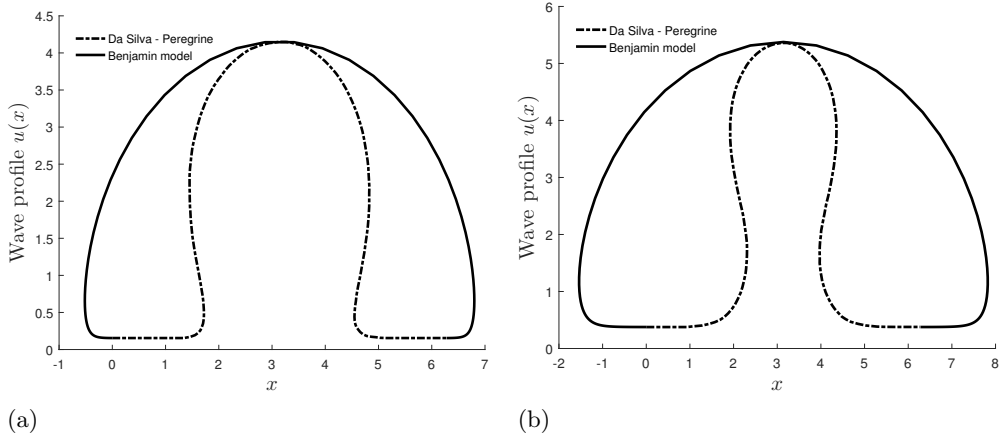 4.5
4
3.5
3
2.5
2
1.5
1
0.5
0
Wave profile u(x)
Da Silva - Peregrine
Benjamin model
-1 0 1 2 3 4 5 6 7
x
(a)
6
5
4
3
2
1
0
Wave profile u(x)
Da Silva - Peregrine
Benjamin model
-2 -1 0 1 2 3 4 5 6 7 8
x
(b)